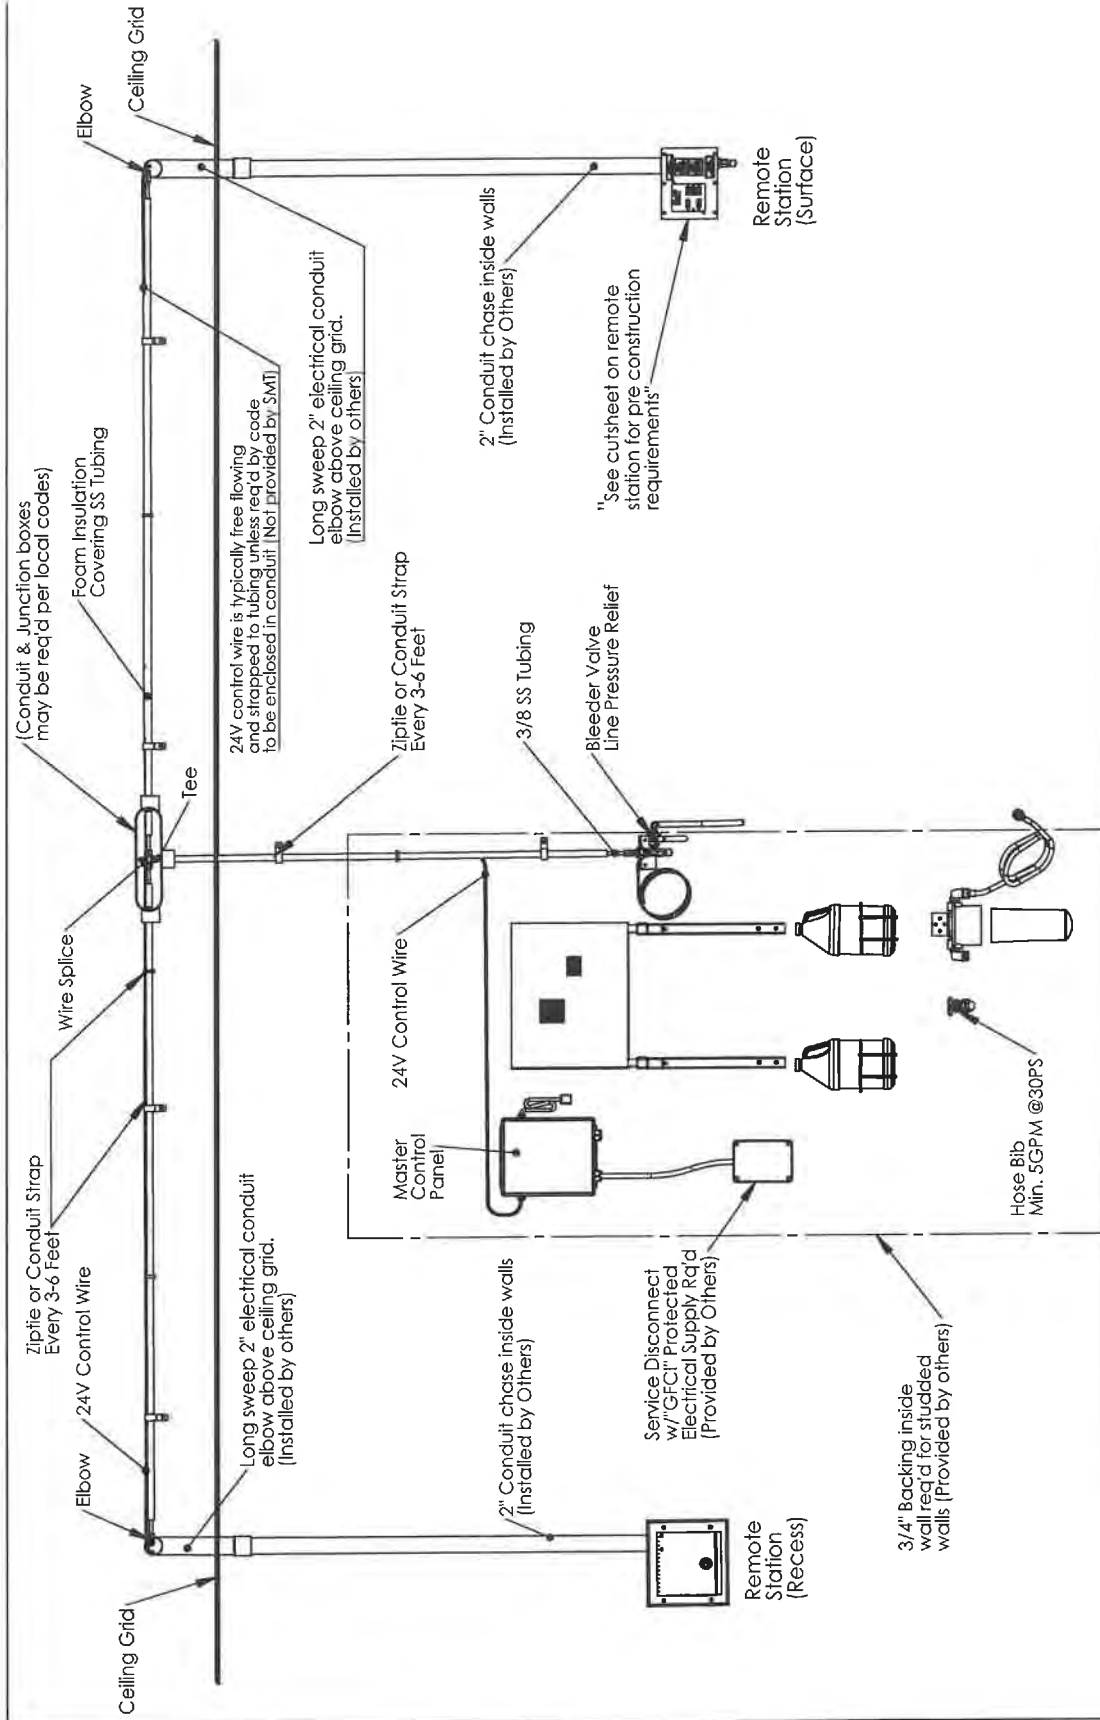 Ziptie or Conduit Strap
Every 3-6 Feet
Wire Splice
Tee
(Conduit & Junction boxes
may be req'd per local codes)
Foam Insulation
Covering SS Tubing
Elbow
24V Control Wire
Elbow
Ceiling Grid
Ceiling Grid
Long sweep 2" electrical conduit
elbow above ceiling grid.
(Installed by others)
24V control wire is typically free flowing
and strapped to tubing unless req'd by code
to be enclosed in conduit (Not provided by SMT)
Long sweep 2" electrical conduit
elbow above ceiling grid.
(Installed by others)
Ziptie or Conduit Strap
Every 3-6 Feet
24V Control Wire
Master
Control
Panel
3/8 SS Tubing
Bleeder Valve
Line Pressure Relief
2" Conduit chase inside walls
(Installed by Others)
2" Conduit chase inside walls
(Installed by Others)
"See cutsheet on remote
station for pre construction
requirements"
Service Disconnect
w/"GFCI" Protected
Electrical Supply Rq'd
(Provided by Others)
Remote
Station
(Recess)
Remote
Station
(Surface)
3/4" Backing inside
wall req'd for studded
walls (Provided by others)
Hose Bib
Min. 5GPM @30PS